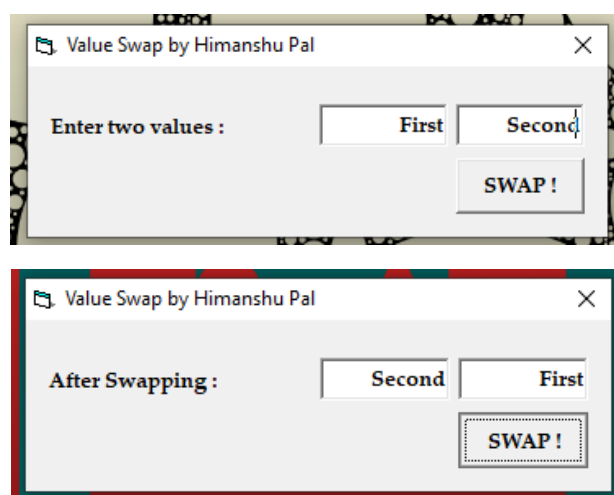 Value Swap by Himanshu Pal
Enter two values : First Second
SWAP !
Value Swap by Himanshu Pal
After Swapping : Second First
SWAP !